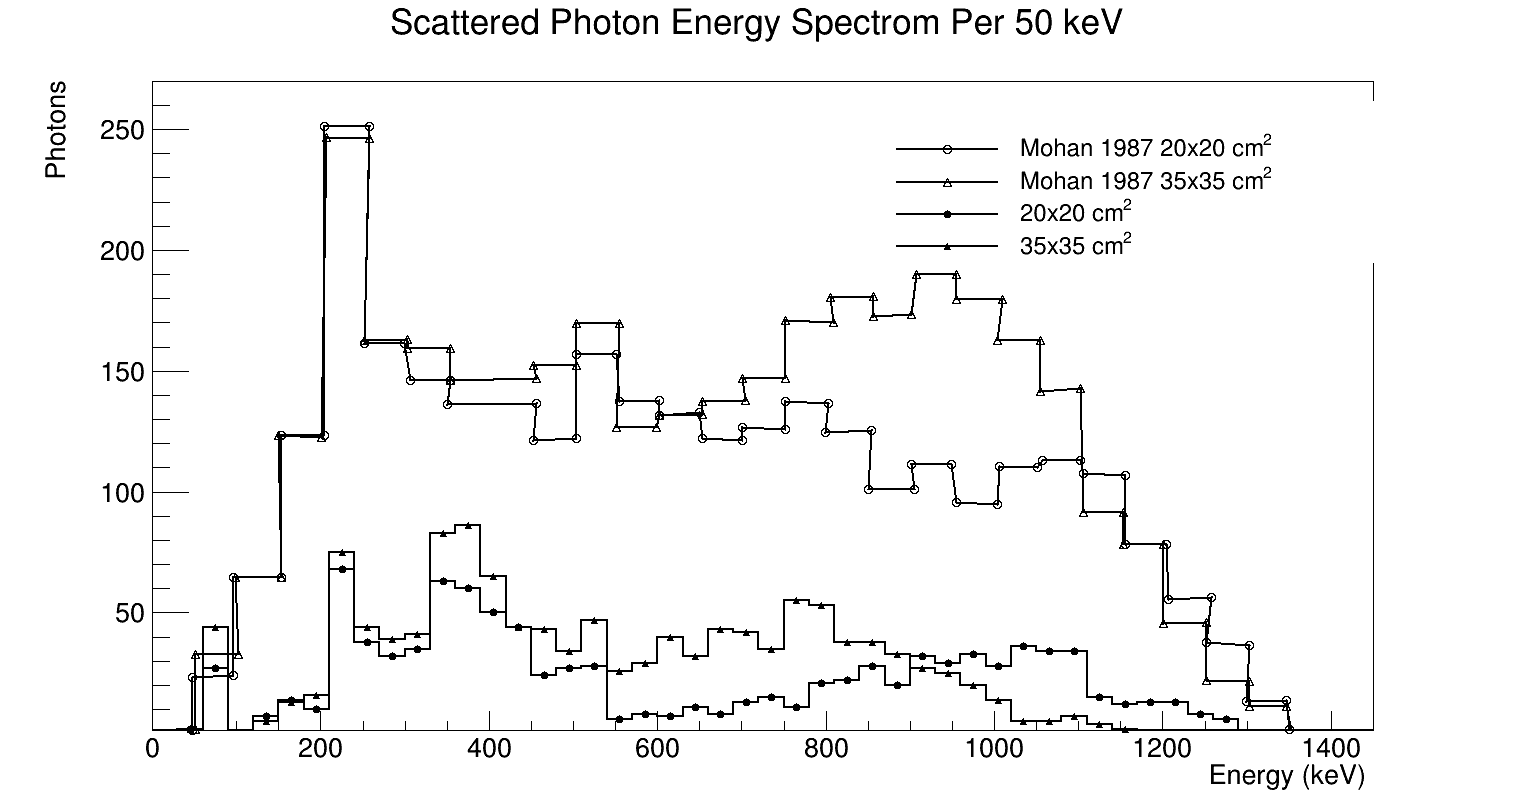 Scattered Photon Energy Spectrom Per 50 keV
Photons
250
200
150
100
50
Mohan 1987 20x20 cm²
Mohan 1987 35x35 cm²
20x20 cm²
35x35 cm²
0 200 400 600 800 1000 1200 1400
Energy (keV)